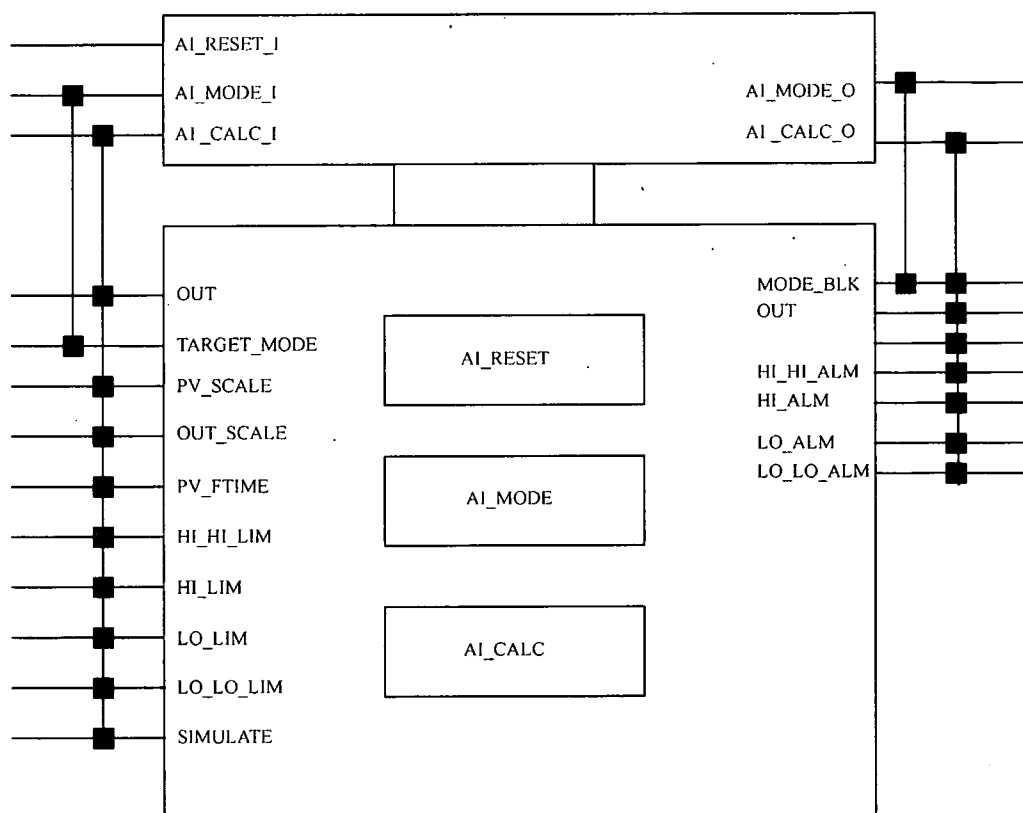 AI_RESET_I
AI_MODE_I
AI_CALC_I
AI_MODE_O
AI_CALC_O
OUT
TARGET_MODE
PV_SCALE
OUT_SCALE
PV_FTIME
HI_HI_LIM
HI_LIM
LO_LIM
LO_LO_LIM
SIMULATE
AI_RESET
AI_MODE
AI_CALC
MODE_BLK
OUT
HI_HI_ALM
HI_ALM
LO_ALM
LO_LO_ALM